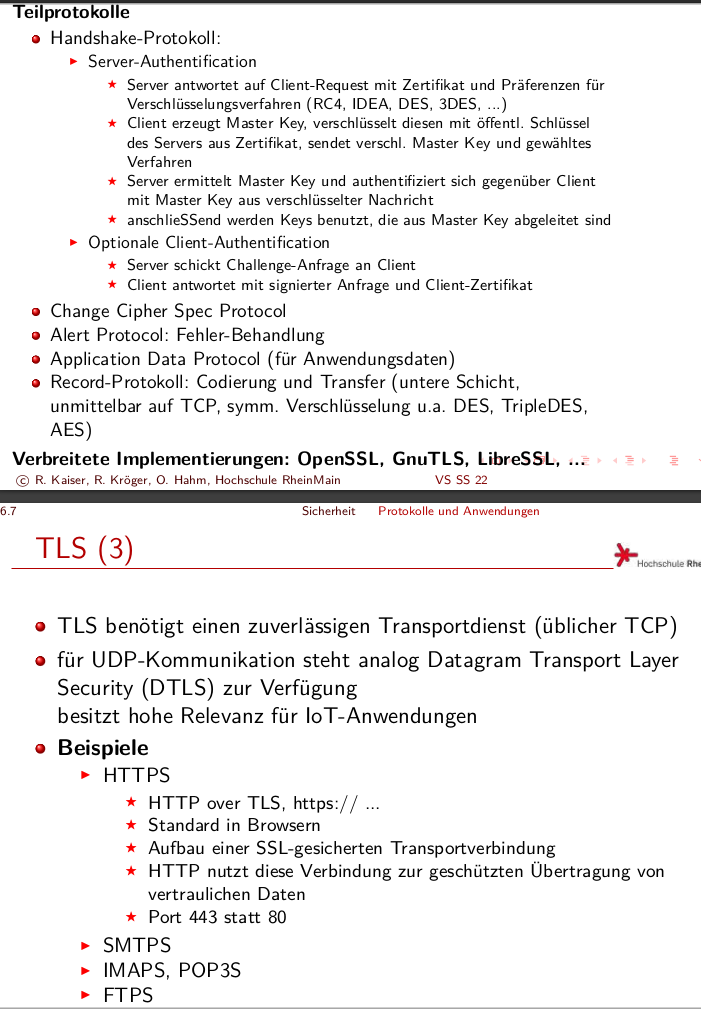 Teilprotokolle
Handshake-Protokoll:
Server-Authentification
Server antwortet auf Client-Request mit Zertifikat und Präferenzen für
Verschlüsselungsverfahren (RC4, IDEA, DES, 3DES, ...)
Client erzeugt Master Key, verschlüsselt diesen mit öffentl. Schlüssel
des Servers aus Zertifikat, sendet verschl. Master Key und gewähltes
Verfahren
Server ermittelt Master Key und authentifiziert sich gegenüber Client
mit Master Key aus verschlüsselter Nachricht
anschlieSSend werden Keys benutzt, die aus Master Key abgeleitet sind
Optionale Client-Authentification
Server schickt Challenge-Anfrage an Client
Client antwortet mit signierter Anfrage und Client-Zertifikat
Change Cipher Spec Protocol
Alert Protocol: Fehler-Behandlung
Application Data Protocol (für Anwendungsdaten)
Record-Protokoll: Codierung und Transfer (untere Schicht,
unmittelbar auf TCP, symm. Verschlüsselung u.a. DES, TripleDES,
AES)
Verbreitete Implementierungen: OpenSSL, GnuTLS, LibreSSL, ...
© R. Kaiser, R. Kröger, O. Hahm, Hochschule RheinMain VS SS 22
6.7 Sicherheit Protokolle und Anwendungen
TLS (3)
Hochschule Rhe
TLS benötigt einen zuverlässigen Transportdienst (üblicher TCP)
für UDP-Kommunikation steht analog Datagram Transport Layer
Security (DTLS) zur Verfügung
besitzt hohe Relevanz für IoT-Anwendungen
Beispiele
HTTPS
HTTP over TLS, https:// ...
Standard in Browsern
Aufbau einer SSL-gesicherten Transportverbindung
HTTP nutzt diese Verbindung zur geschützten Übertragung von
vertraulichen Daten
Port 443 statt 80
SMTPS
IMAPS, POP3S
FTPS